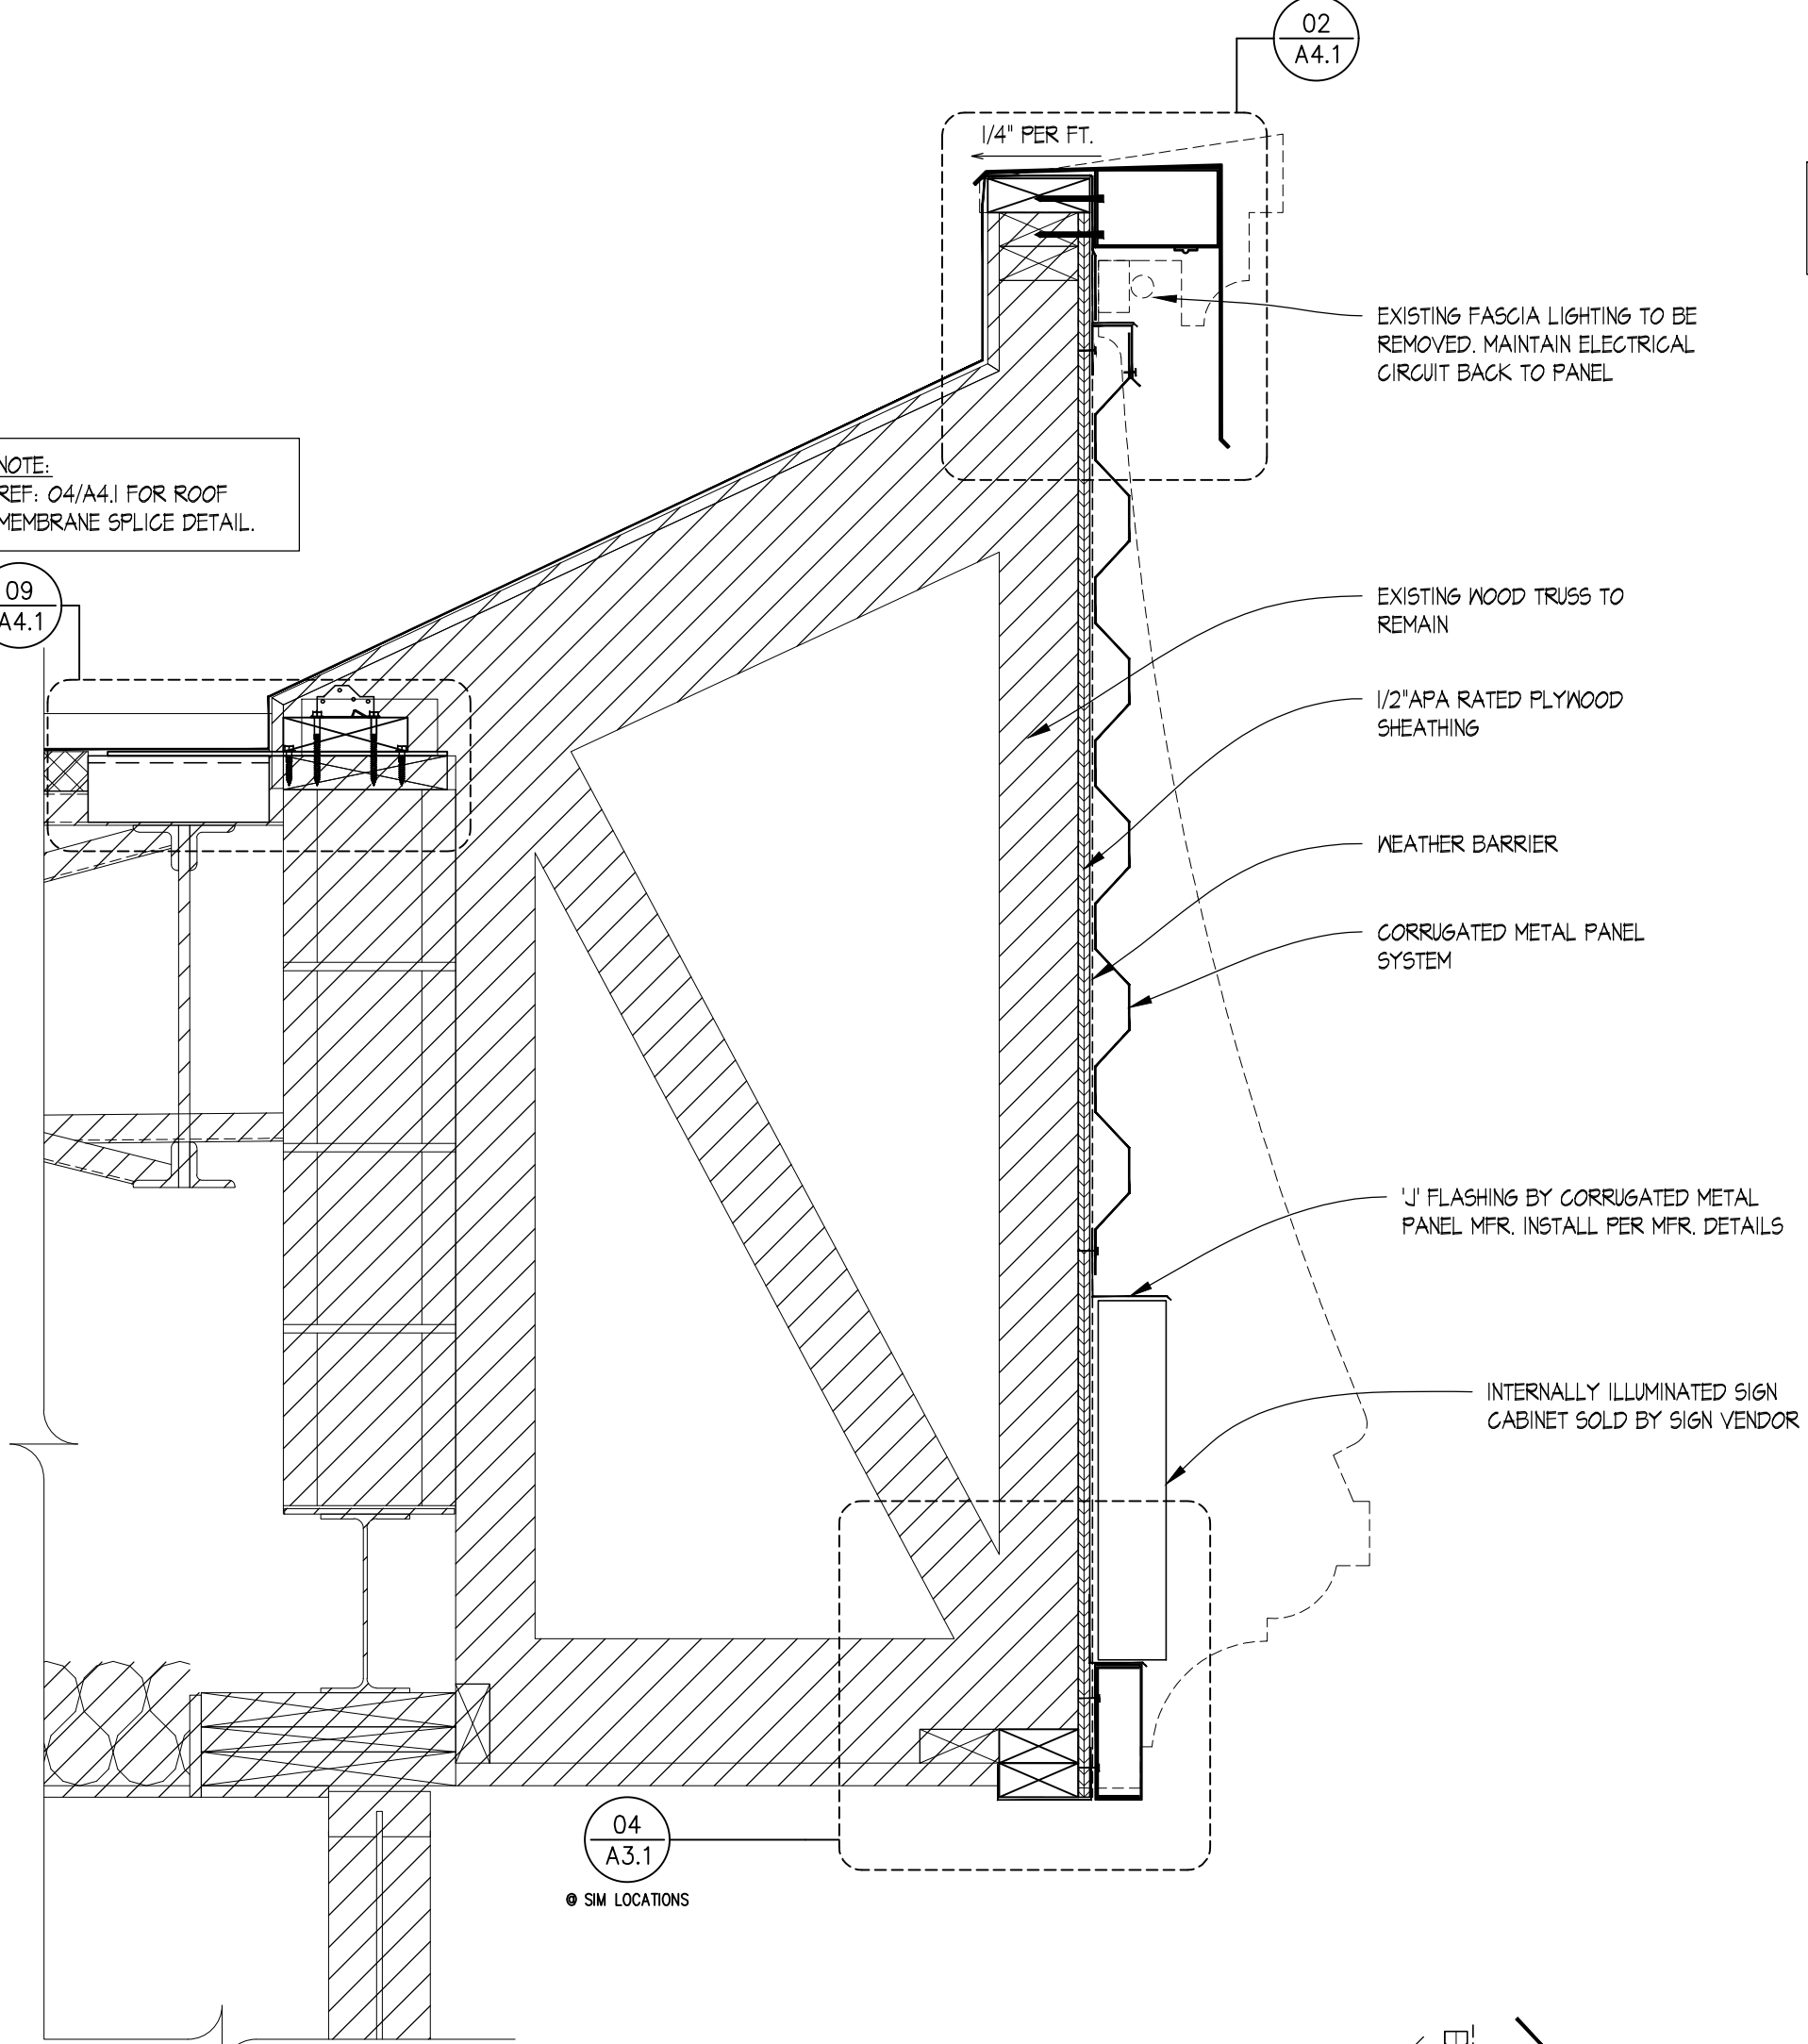 02
A4.1
1/4" PER FT.
EXISTING FASCIA LIGHTING TO BE
REMOVED. MAINTAIN ELECTRICAL
CIRCUIT BACK TO PANEL
NOTE:
REF: 04/A4.1 FOR ROOF
MEMBRANE SPLICE DETAIL.
09
A4.1
EXISTING WOOD TRUSS TO
REMAIN
1/2"APA RATED PLYWOOD
SHEATHING
WEATHER BARRIER
CORRUGATED METAL PANEL
SYSTEM
'J' FLASHING BY CORRUGATED METAL
PANEL MFR. INSTALL PER MFR. DETAILS
INTERNALLY ILLUMINATED SIGN
CABINET SOLD BY SIGN VENDOR
04
A3.1
@ SIM LOCATIONS